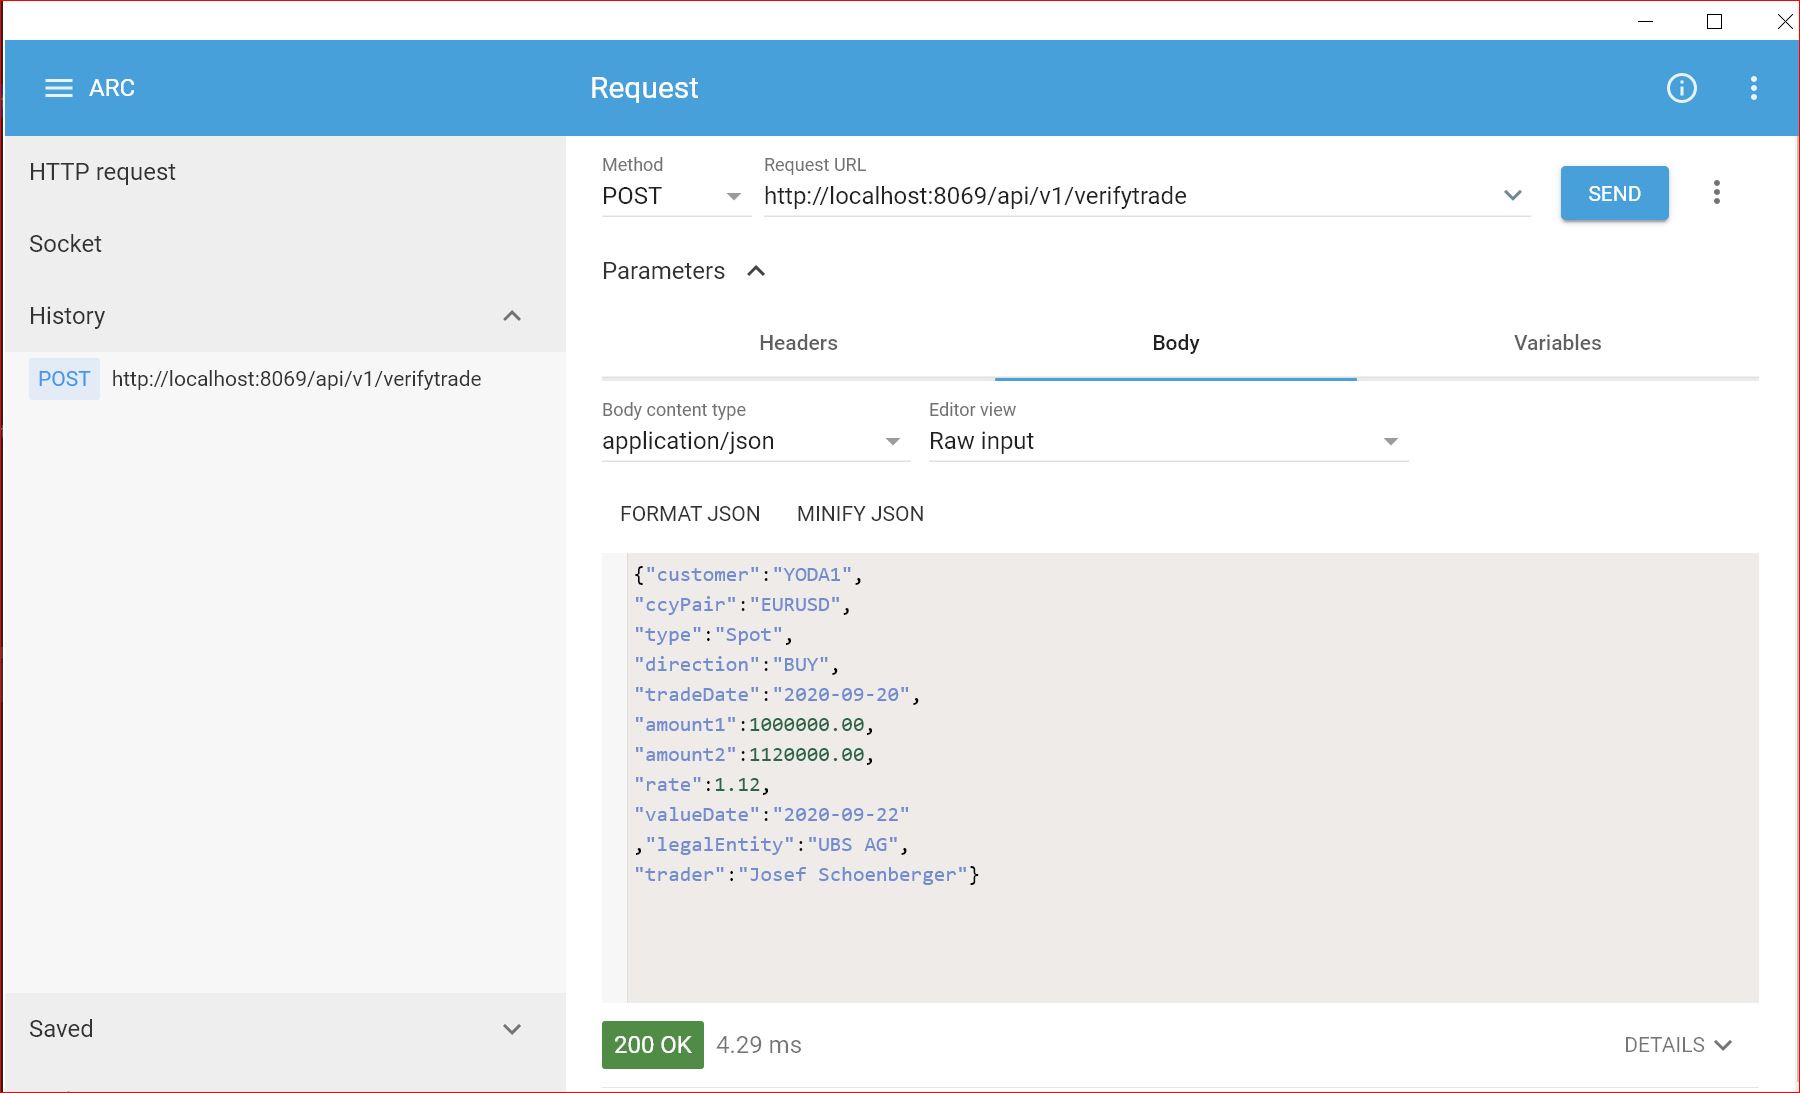 ARC
Request
HTTP request
Socket
History
POST http://localhost:8069/api/v1/verifytrade
Saved
Method
POST
Request URL
http://localhost:8069/api/v1/verifytrade
SEND
Parameters
Headers
Body
Variables
Body content type
application/json
Editor view
Raw input
FORMAT JSON
MINIFY JSON
{"customer":"YODA1",
"ccyPair":"EURUSD",
"type":"Spot",
"direction":"BUY",
"tradeDate":"2020-09-20",
"amount1":1000000.00,
"amount2":1120000.00,
"rate":1.12,
"valueDate":"2020-09-22"
,"legalEntity":"UBS AG",
"trader":"Josef Schoenberger"}
200 OK
4.29 ms
DETAILS